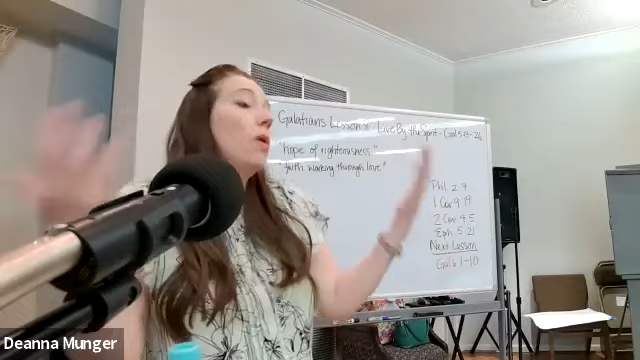 Galatians Lesson 8 Live By the Spirit - Gal 5:13-26
"hope of righteousness"
"faith working through love"
Phil 2:9
1 Cor 9:19
2 Cor 4:5
Eph 5:21
Next Lesson
Gal 6:1-10
Deanna Munger